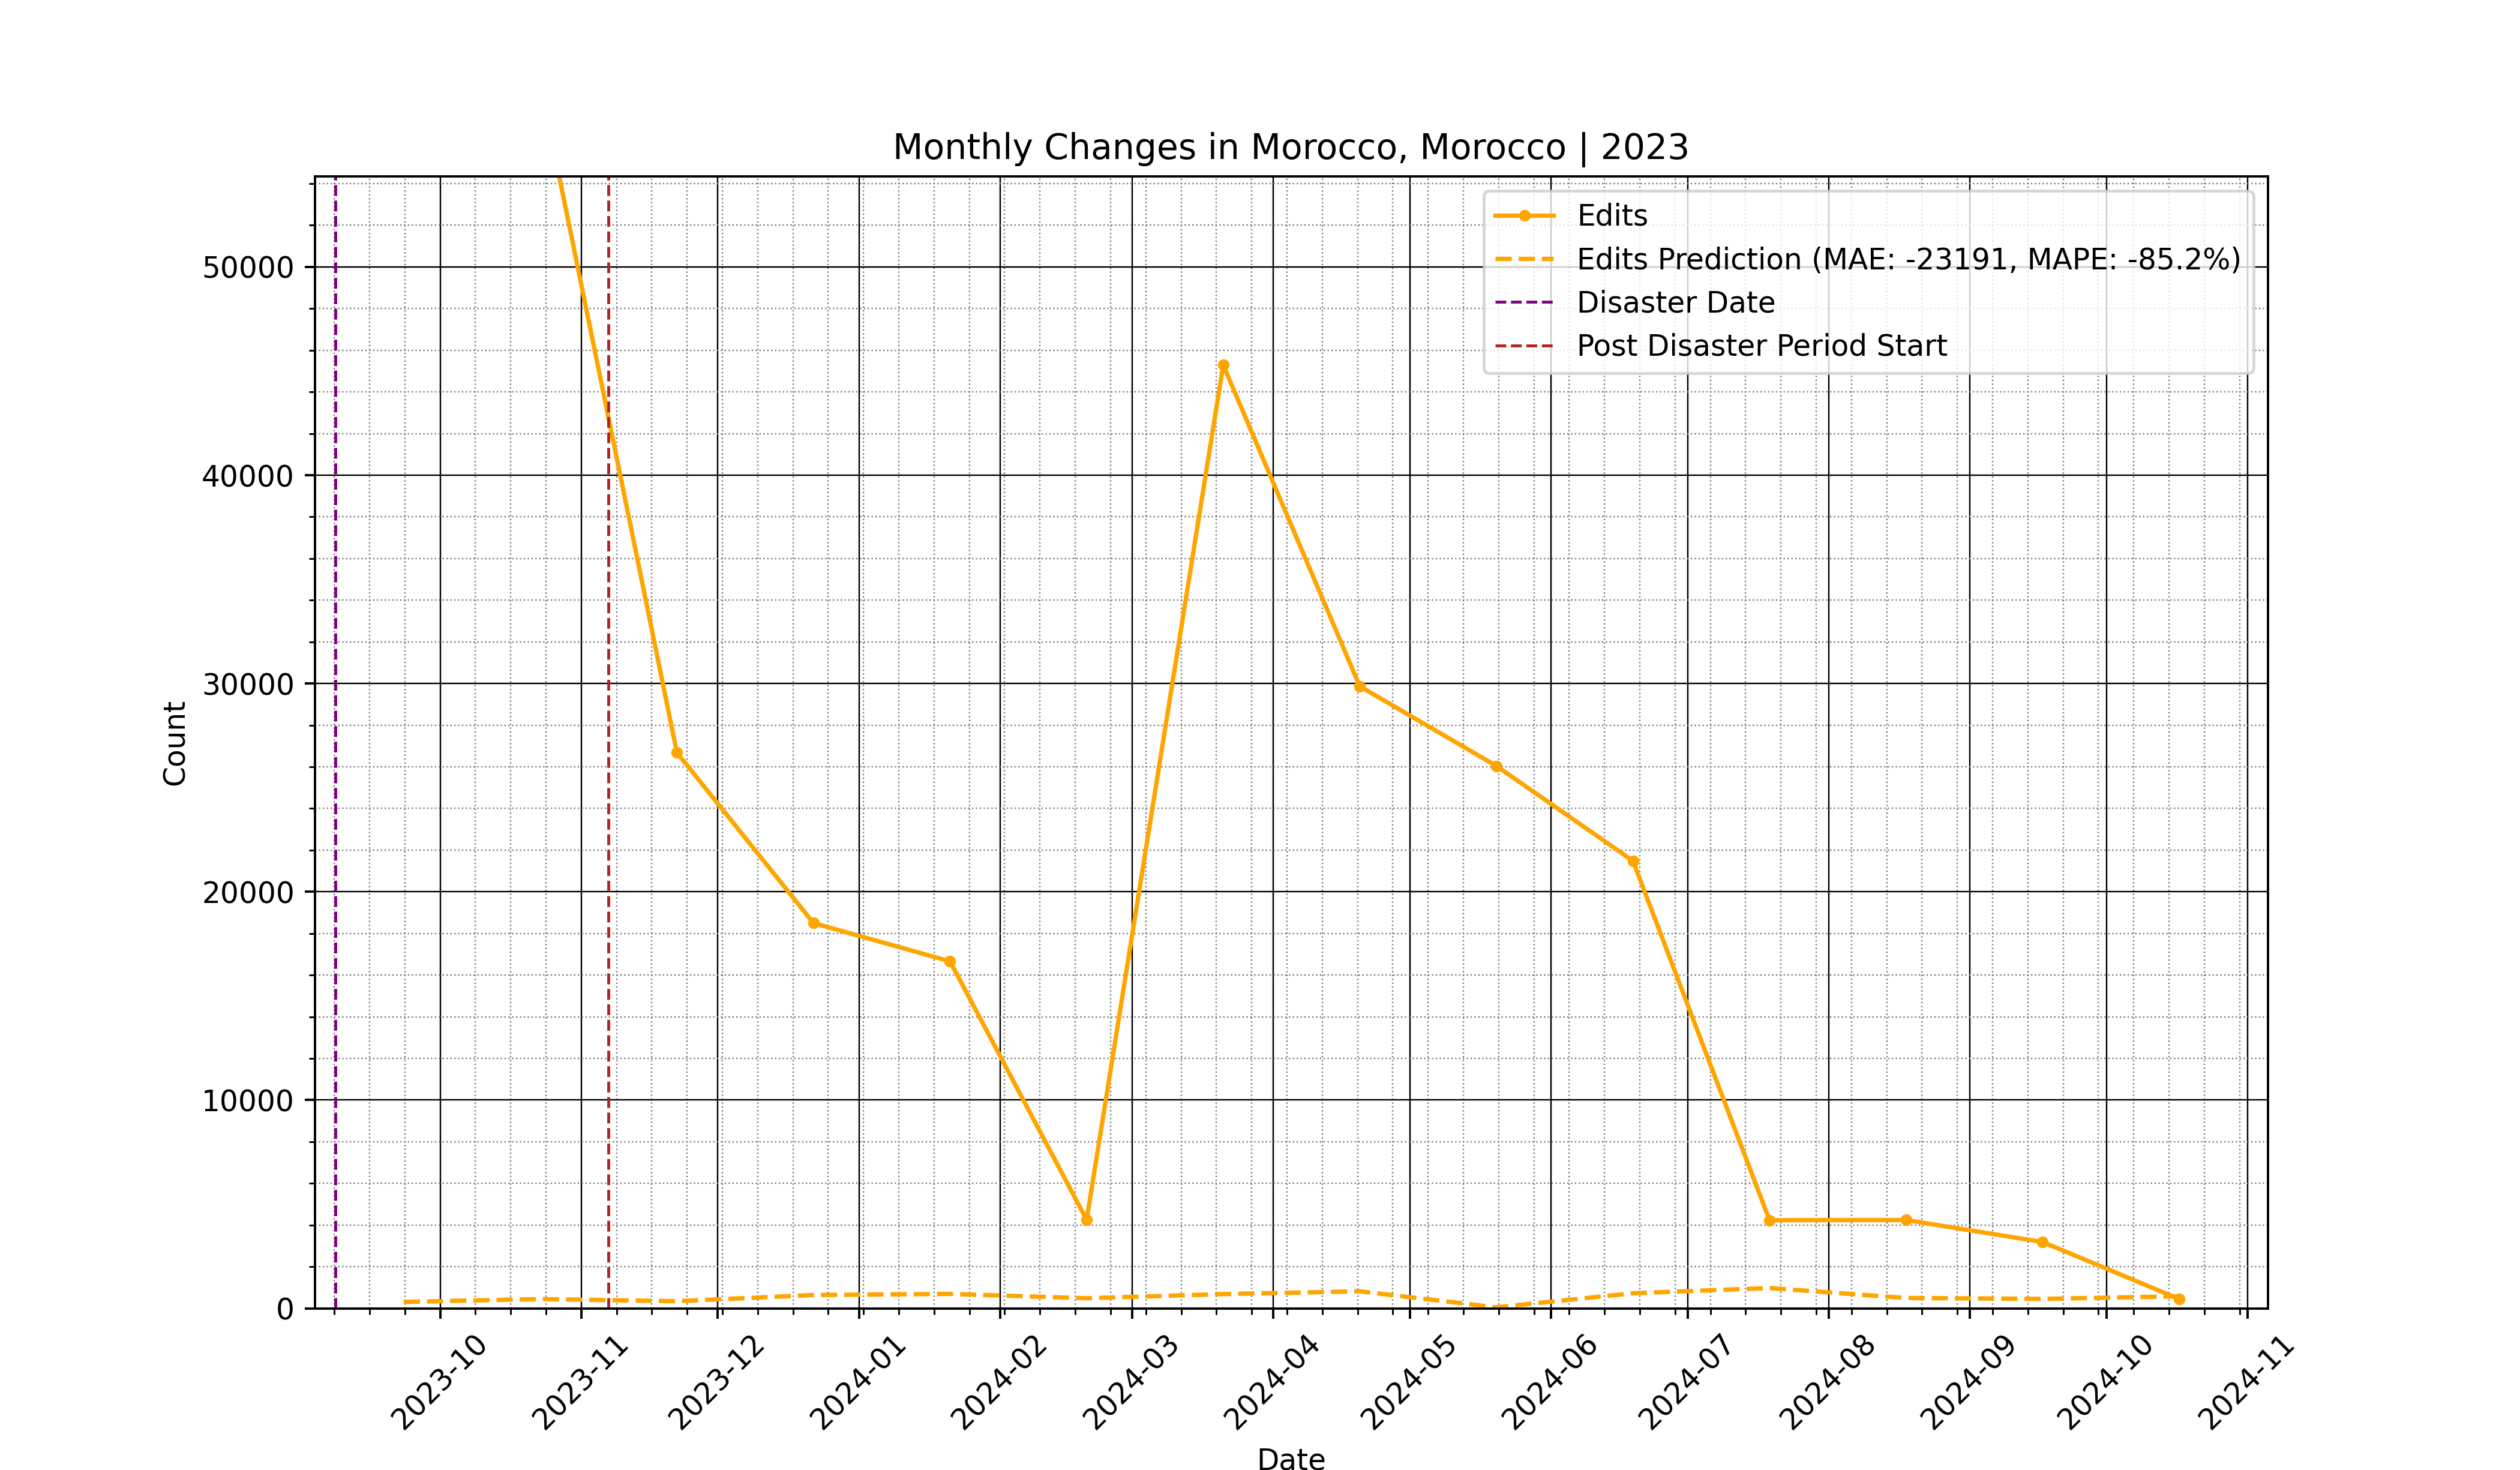 Monthly Changes in Morocco, Morocco | 2023
Edits
Edits Prediction (MAE: -23191, MAPE: -85.2%)
Disaster Date
Post Disaster Period Start
50000
40000
30000
20000
10000
0
Count
2023-10
2023-11
2023-12
2024-01
2024-02
2024-03
2024-04
2024-05
2024-06
2024-07
2024-08
2024-09
2024-10
2024-11
Date